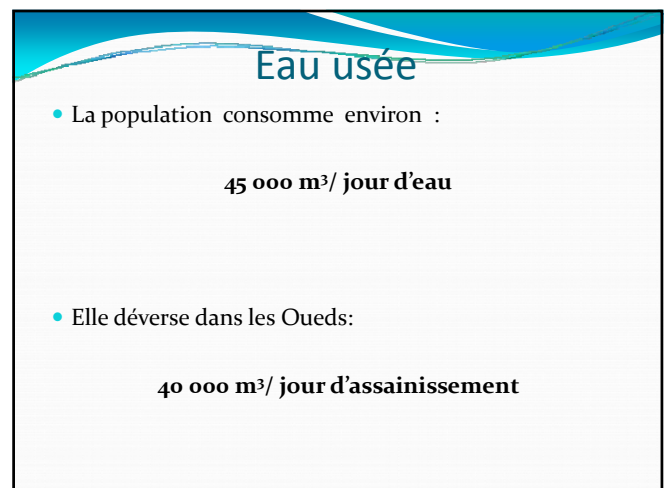 Eau usée
• La population consomme environ :
45 000 m³/ jour d’eau
• Elle déverse dans les Oueds:
40 000 m³/ jour d’assainissement